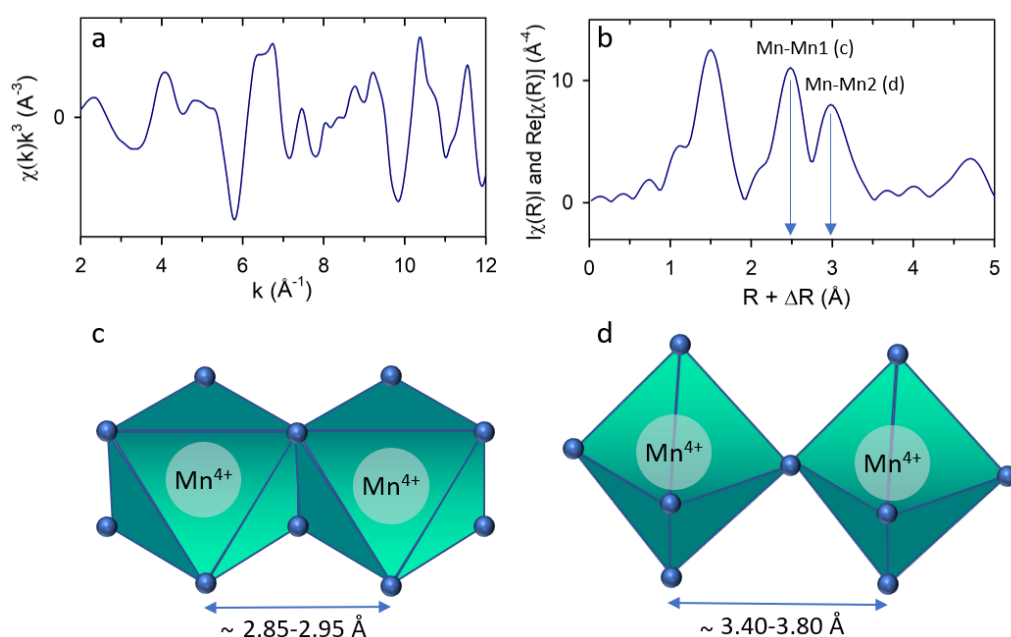 a
χ(k)k³ (A⁻³)
0
2 4 6 8 10 12
k (Å⁻¹)
b
Mn-Mn1 (c)
Mn-Mn2 (d)
Iχ(R)I and Re[χ(R)] (Å⁻⁴)
10
0
0 1 2 3 4 5
R + ΔR (Å)
c
Mn⁴⁺ Mn⁴⁺
~ 2.85-2.95 Å
d
Mn⁴⁺ Mn⁴⁺
~ 3.40-3.80 Å